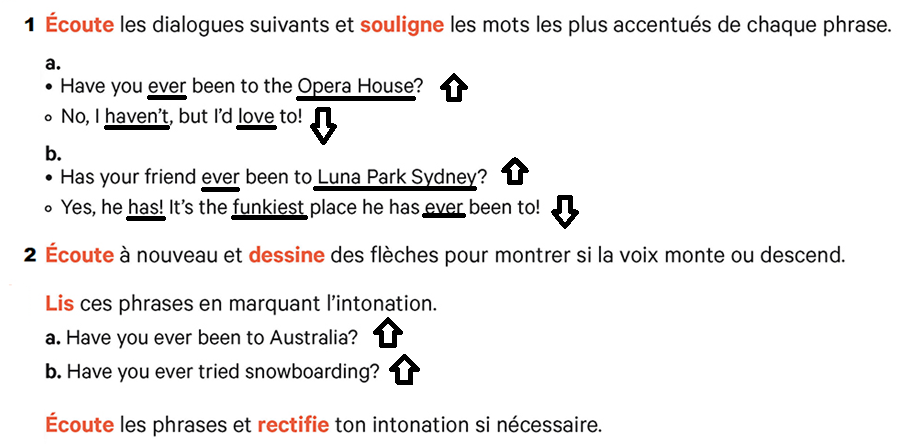 1 Écoute les dialogues suivants et souligne les mots les plus accentués de chaque phrase.
a.
• Have you ever been to the Opera House?
∘ No, I haven't, but I'd love to!
b.
• Has your friend ever been to Luna Park Sydney?
∘ Yes, he has! It's the funkiest place he has ever been to!
2 Écoute à nouveau et dessine des flèches pour montrer si la voix monte ou descend.
Lis ces phrases en marquant l'intonation.
a. Have you ever been to Australia?
b. Have you ever tried snowboarding?
Écoute les phrases et rectifie ton intonation si nécessaire.